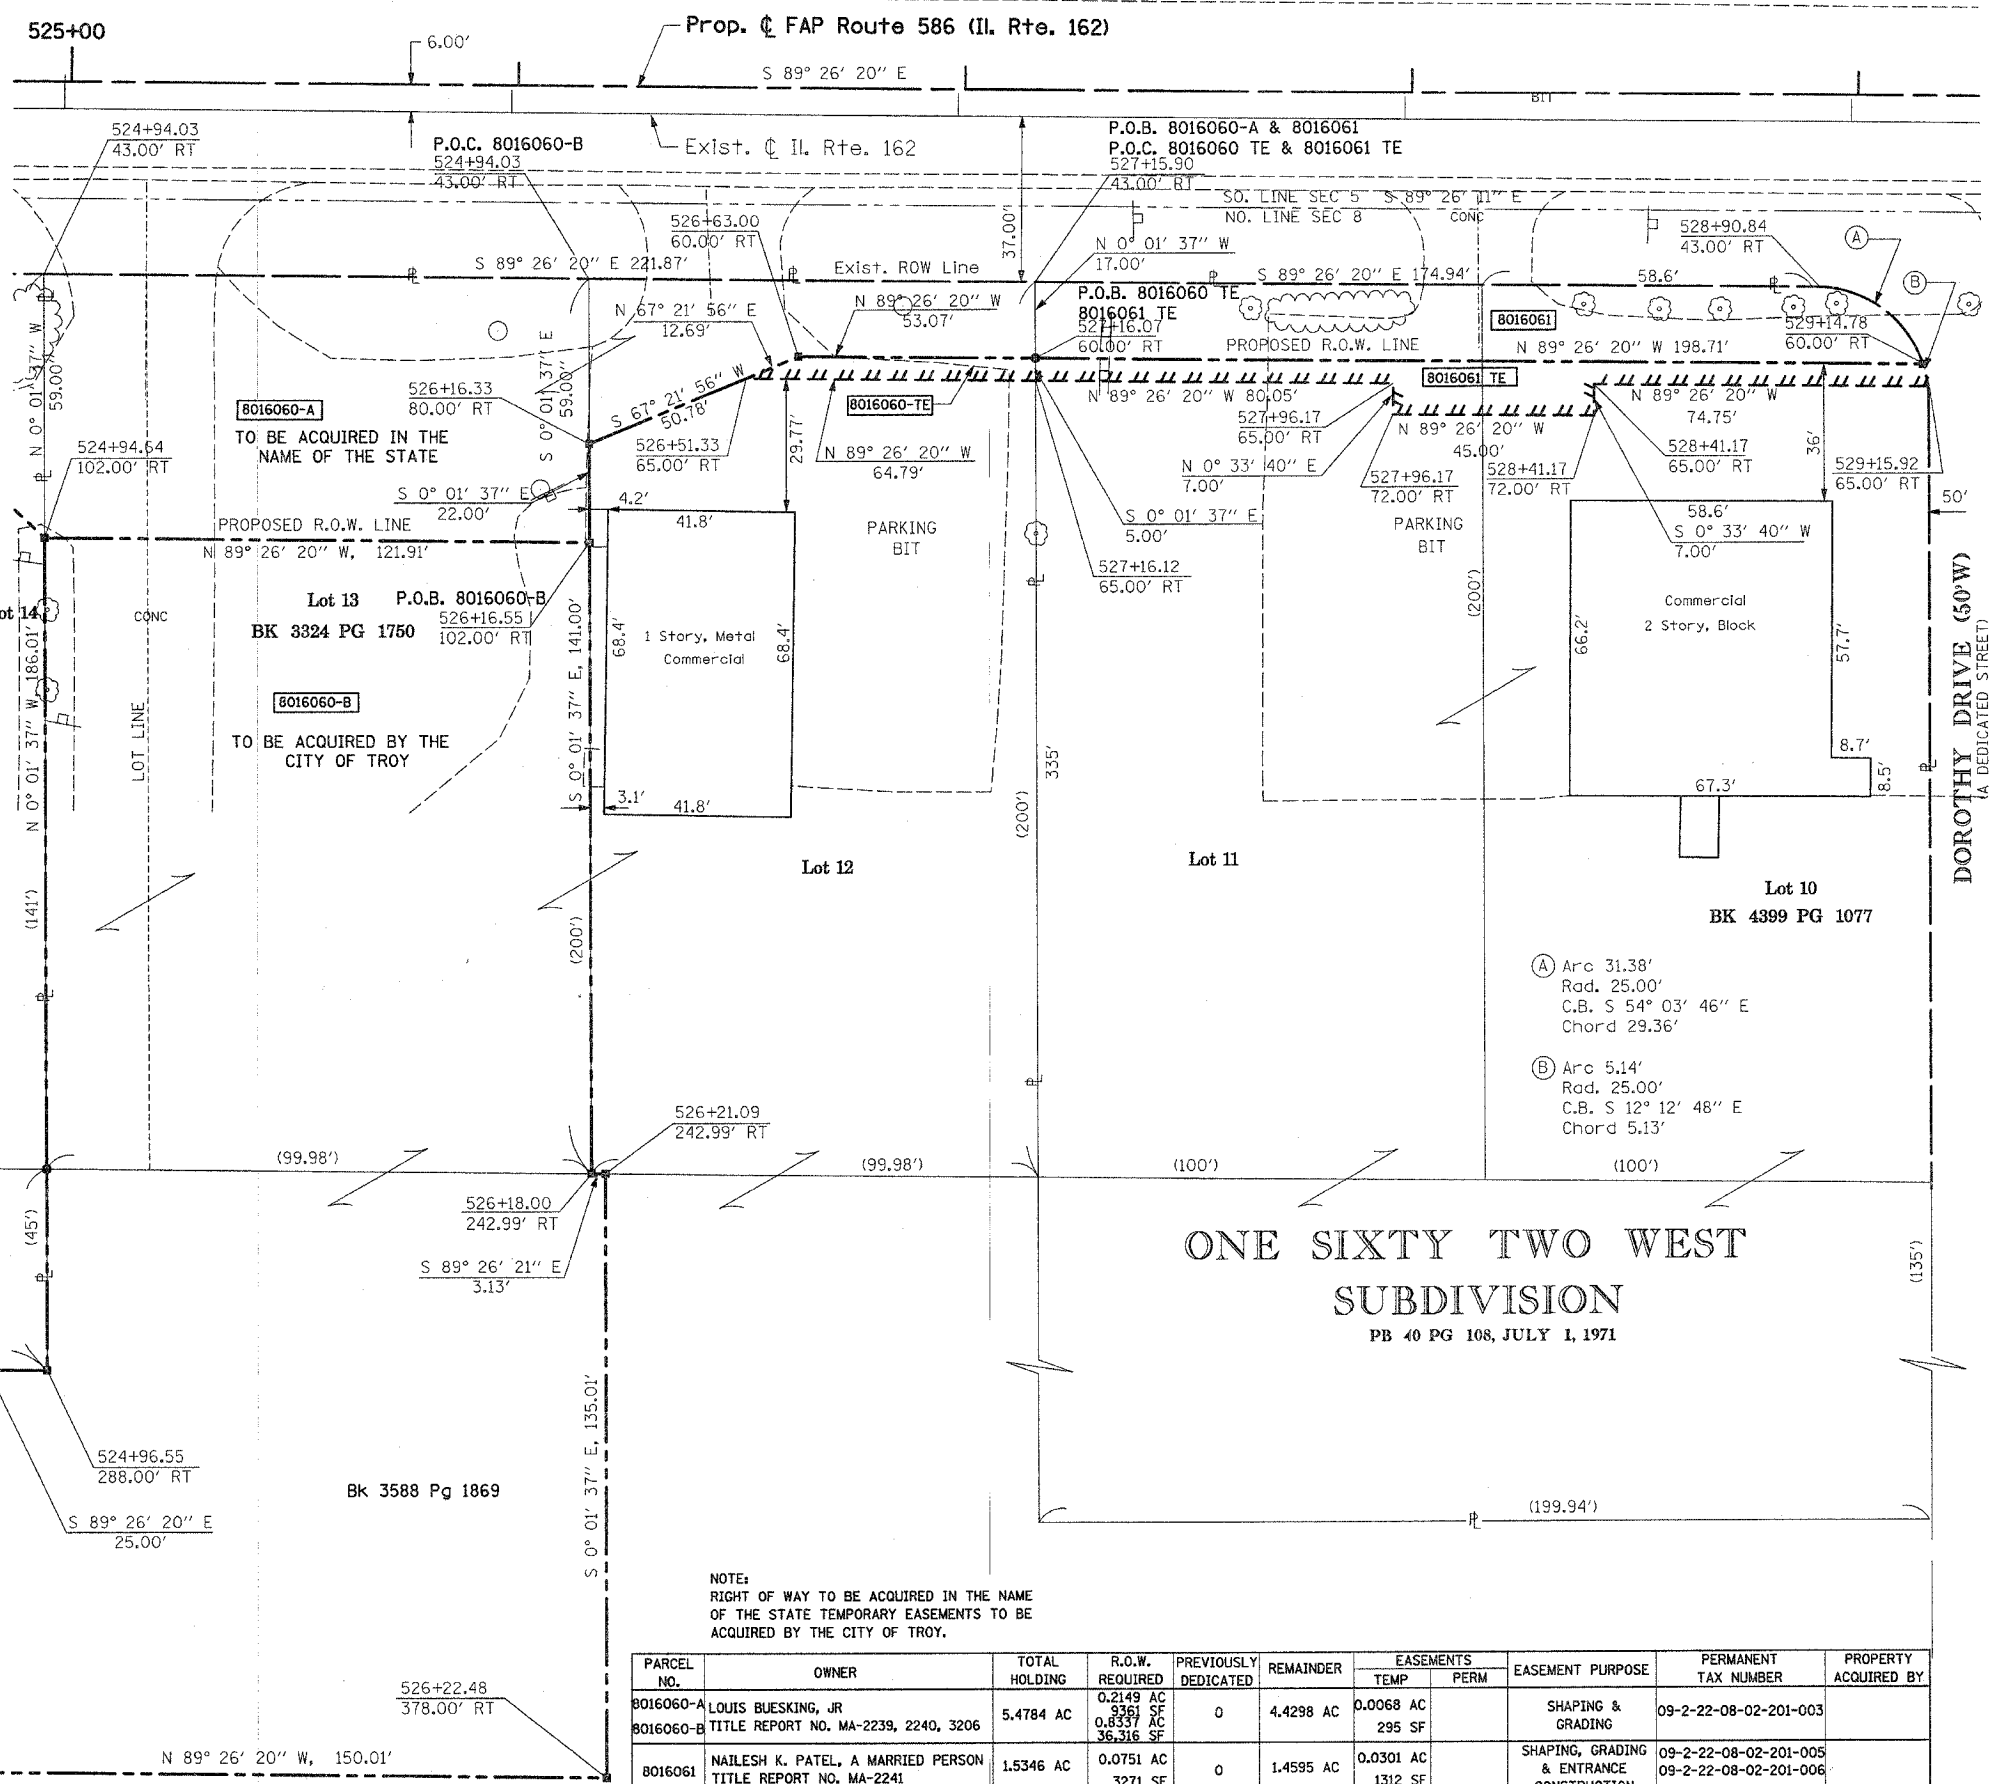 525+00
6.00′
Prop. ℄ FAP Route 586 (Il. Rte. 162)
S 89° 26′ 20″ E
BIT
524+94.03
43.00′ RT
P.O.C. 8016060-B
524+94.03
43.00′ RT
Exist. ℄ Il. Rte. 162
P.O.B. 8016060-A & 8016061
P.O.C. 8016060 TE & 8016061 TE
527+15.90
43.00′ RT
SO. LINE SEC 5 S 89° 26′ 11″ E
NO. LINE SEC 8
CONC
526+63.00
60.00′ RT
37.00′
N 0° 01′ 37″ W
17.00′
528+90.84
43.00′ RT
A
S 89° 26′ 20″ E 221.87′
Exist. ROW Line
S 89° 26′ 20″ E 174.94′
58.6′
B
N 67° 21′ 56″ E
12.69′
N 89° 26′ 20″ W
53.07′
P.O.B. 8016060 TE
8016061 TE
527+16.07
60.00′ RT
8016061
529+14.78
60.00′ RT
PROPOSED R.O.W. LINE
N 89° 26′ 20″ W 198.71′
N 0° 01′ 37″ W
59.00′
S 0° 01′ 37″ E
59.00′
8016060-A
TO BE ACQUIRED IN THE
NAME OF THE STATE
526+16.33
80.00′ RT
S 67° 21′ 56″ W
50.78′
526+51.33
65.00′ RT
29.77′
8016060-TE
N 89° 26′ 20″ W
64.79′
N 89° 26′ 20″ W 80.05′
8016061 TE
527+96.17
65.00′ RT
N 89° 26′ 20″ W
45.00′
N 89° 26′ 20″ W
74.75′
36′
524+94.64
102.00′ RT
N 0° 33′ 40″ E
7.00′
527+96.17
72.00′ RT
528+41.17
72.00′ RT
528+41.17
65.00′ RT
529+15.92
65.00′ RT
50′
S 0° 01′ 37″ E
22.00′
4.2′
41.8′
PROPOSED R.O.W. LINE
N 89° 26′ 20″ W, 121.91′
PARKING
BIT
S 0° 01′ 37″ E
5.00′
PARKING
BIT
58.6′
S 0° 33′ 40″ W
7.00′
527+16.12
65.00′ RT
ot 14
CONC
Lot 13
BK 3324 PG 1750
P.O.B. 8016060-B
526+16.55
102.00′ RT
S 0° 01′ 37″ E, 141.00′
68.4′
1 Story, Metal
Commercial
68.4′
(200′)
66.2′
Commercial
2 Story, Block
57.7′
DOROTHY DRIVE (50'W)
(A DEDICATED STREET)
N 0° 01′ 37″ W, 186.01′
8016060-B
TO BE ACQUIRED BY THE
CITY OF TROY
LOT LINE
335′
8.7′
8.5′
3.1′
41.8′
67.3′
(200′)
Lot 12
Lot 11
Lot 10
BK 4399 PG 1077
(141′)
(200′)
A Arc 31.38′
Rad. 25.00′
C.B. S 54° 03′ 46″ E
Chord 29.36′
B Arc 5.14′
Rad. 25.00′
C.B. S 12° 12′ 48″ E
Chord 5.13′
526+21.09
242.99′ RT
(99.98′)
(99.98′)
(100′)
(100′)
526+18.00
242.99′ RT
(45′)
S 89° 26′ 21″ E
3.13′
ONE SIXTY TWO WEST
SUBDIVISION
PB 40 PG 108, JULY 1, 1971
(135′)
524+96.55
288.00′ RT
S 89° 26′ 20″ E
25.00′
Bk 3588 Pg 1869
S 0° 01′ 37″ E, 135.01′
(199.94′)
NOTE:
RIGHT OF WAY TO BE ACQUIRED IN THE NAME
OF THE STATE TEMPORARY EASEMENTS TO BE
ACQUIRED BY THE CITY OF TROY.
526+22.48
378.00′ RT
N 89° 26′ 20″ W, 150.01′
PARCEL NO. OWNER TOTAL HOLDING R.O.W. REQUIRED PREVIOUSLY DEDICATED REMAINDER EASEMENTS TEMP PERM EASEMENT PURPOSE PERMANENT TAX NUMBER PROPERTY ACQUIRED BY
8016060-A LOUIS BUESKING, JR 5.4784 AC 0.2149 AC 9361 SF 0 4.4298 AC 0.0068 AC SHAPING & 09-2-22-08-02-201-003
8016060-B TITLE REPORT NO. MA-2239, 2240, 3206 0.8337 AC 36,316 SF 295 SF GRADING
8016061 NAILESH K. PATEL, A MARRIED PERSON 1.5346 AC 0.0751 AC 0 1.4595 AC 0.0301 AC SHAPING, GRADING 09-2-22-08-02-201-005
TITLE REPORT NO. MA-2241 3271 SF 1312 SF & ENTRANCE 09-2-22-08-02-201-006
CONSTRUCTION